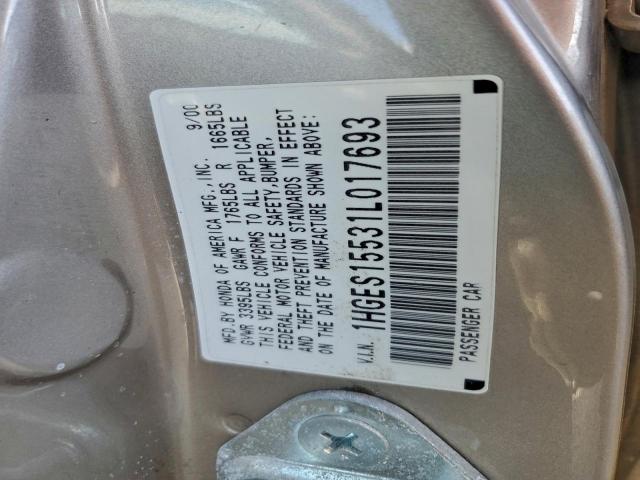 MFD.BY HONDA OF AMERICA MFG.,INC. 9/00
GVWR 3395LBS GAWR F 1765LBS R 1665LBS
THIS VEHICLE CONFORMS TO ALL APPLICABLE
FEDERAL MOTOR VEHICLE SAFETY,BUMPER,
AND THEFT PREVENTION STANDARDS IN EFFECT
ON THE DATE OF MANUFACTURE SHOWN ABOVE:
V.I.N. 1HGES15531L017693
PASSENGER CAR